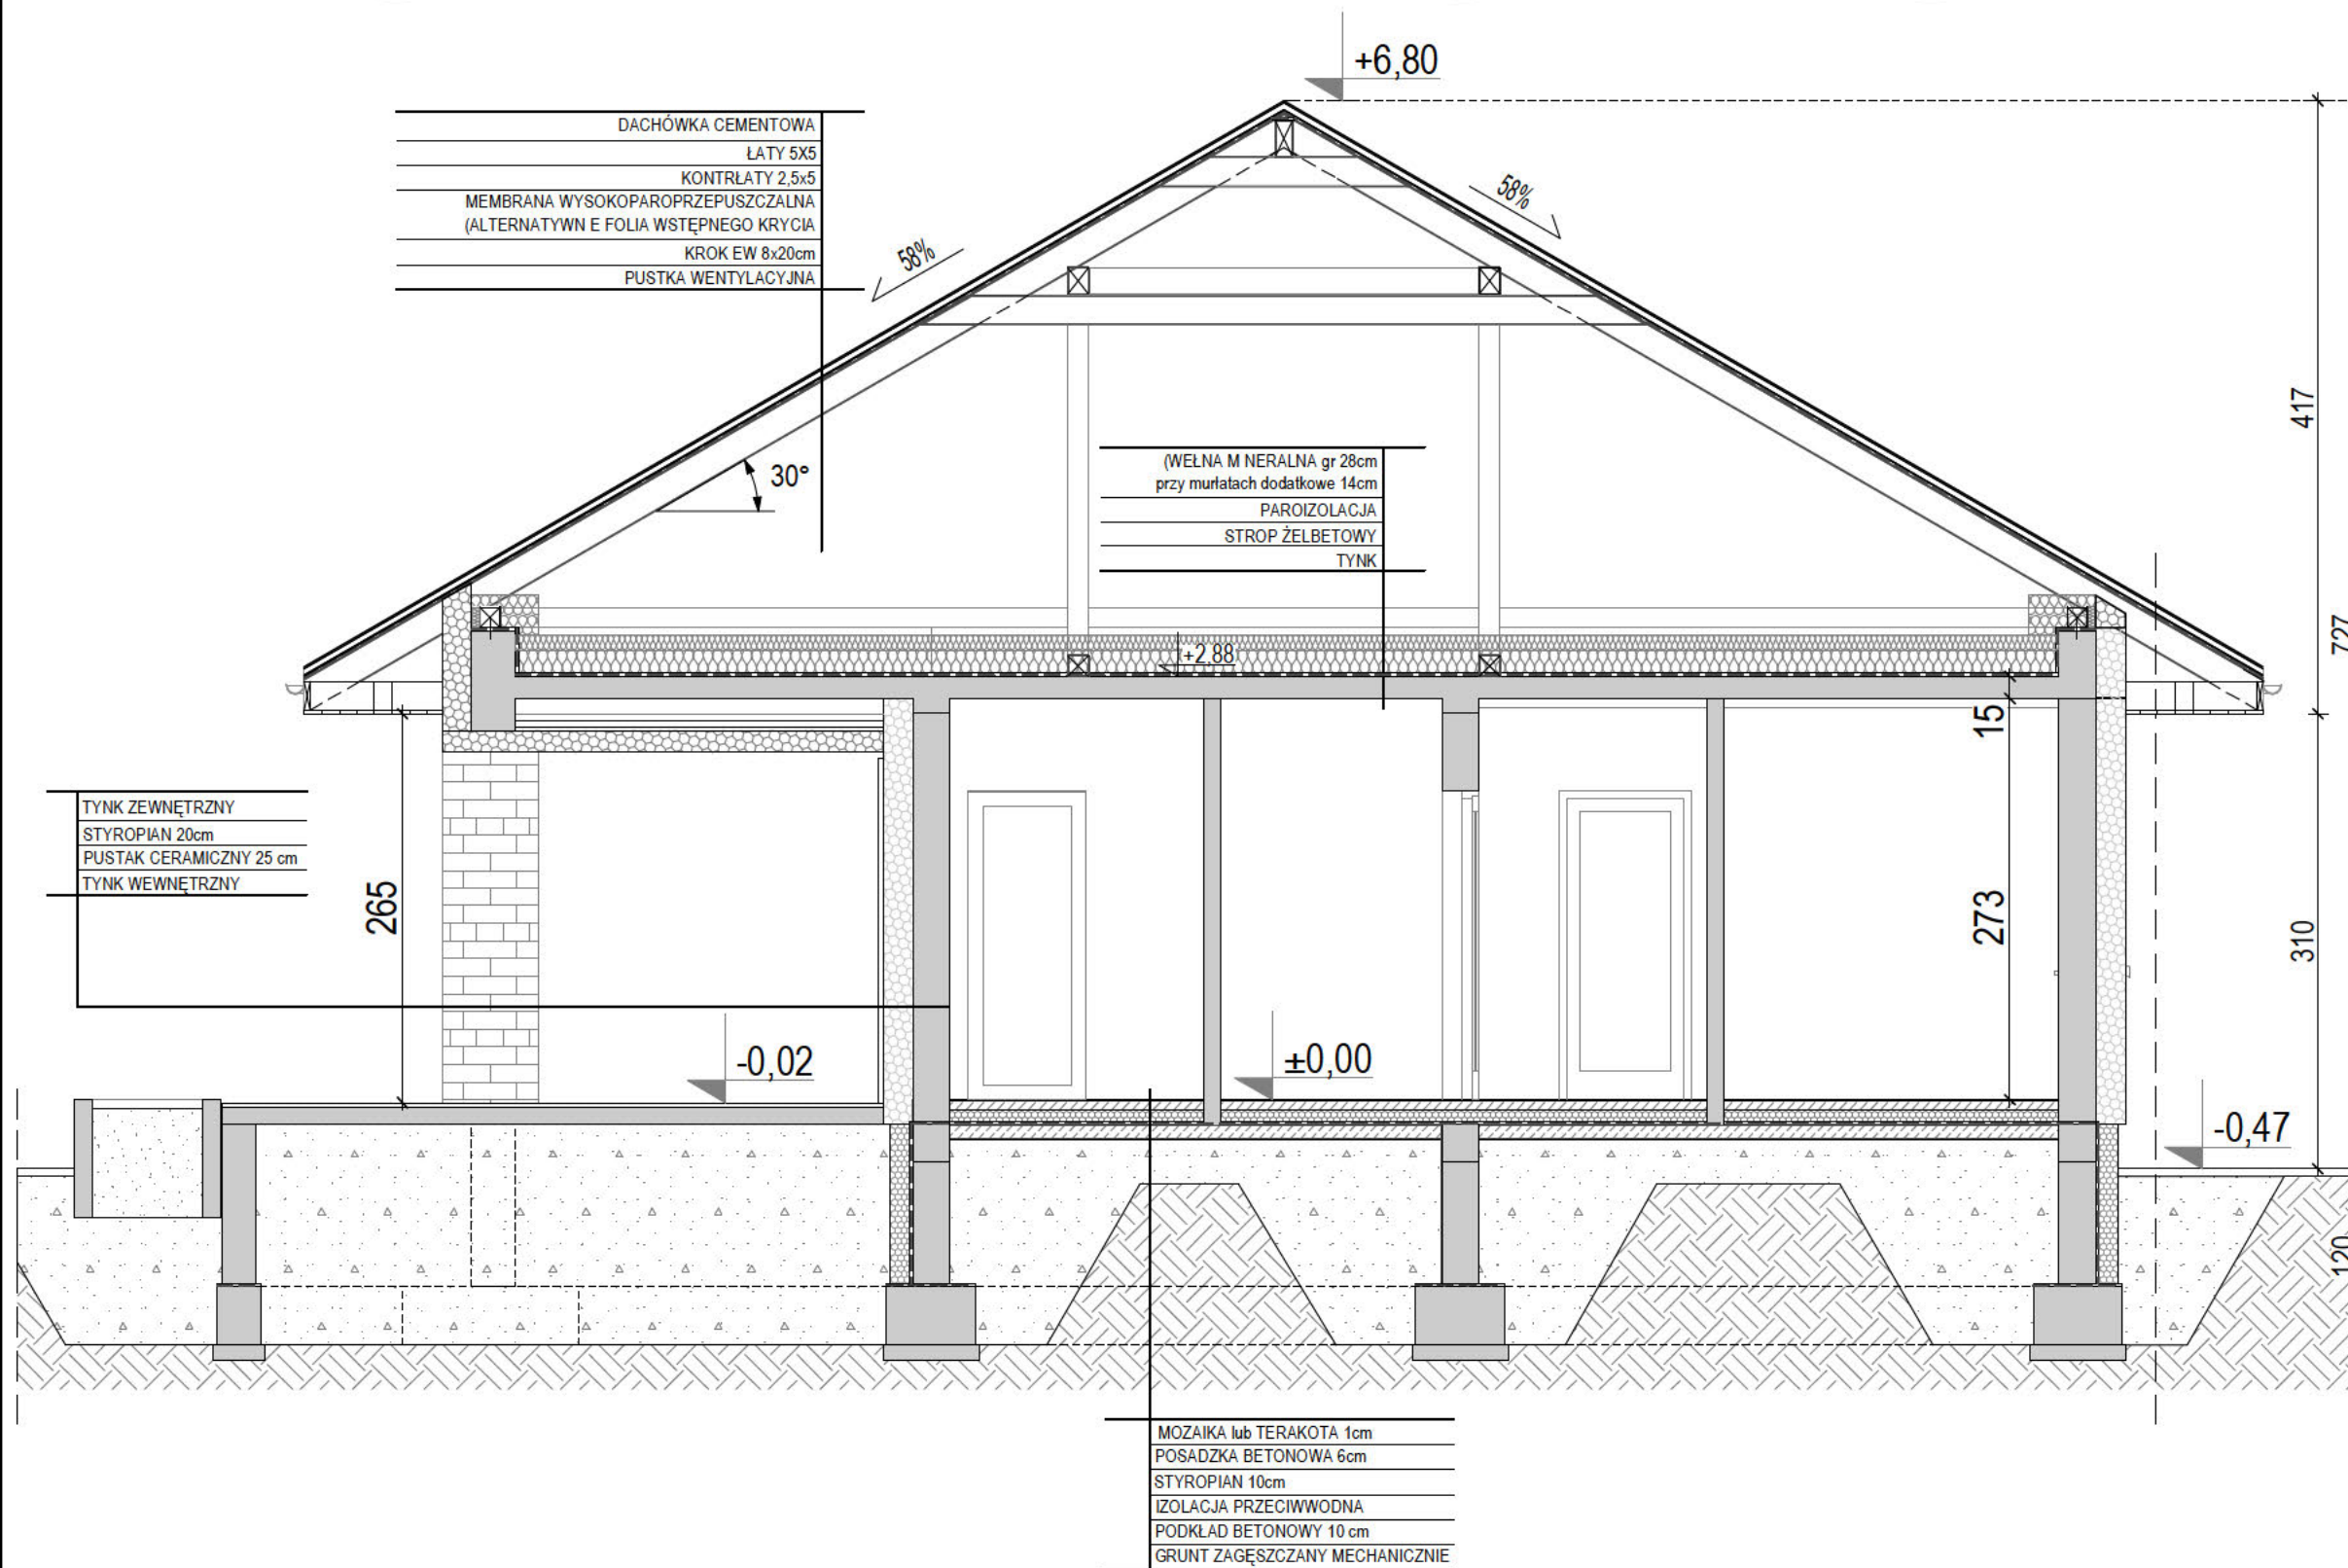 +6,80
DACHÓWKA CEMENTOWA
ŁATY 5X5
KONTRŁATY 2,5x5
MEMBRANA WYSOKOPAROPRZEPUSZCZALNA
(ALTERNATYWN E FOLIA WSTĘPNEGO KRYCIA
KROK EW 8x20cm
PUSTKA WENTYLACYJNA
58%
58%
417
30°
(WEŁNA M NERALNA gr 28cm
przy murłatach dodatkowe 14cm
PAROIZOLACJA
STROP ŻELBETOWY
TYNK
727
+2,88
15
TYNK ZEWNĘTRZNY
STYROPIAN 20cm
PUSTAK CERAMICZNY 25 cm
TYNK WEWNĘTRZNY
265
273
310
-0,02
±0,00
-0,47
120
MOZAIKA lub TERAKOTA 1cm
POSADZKA BETONOWA 6cm
STYROPIAN 10cm
IZOLACJA PRZECIWWODNA
PODKŁAD BETONOWY 10 cm
GRUNT ZAGĘSZCZANY MECHANICZNIE